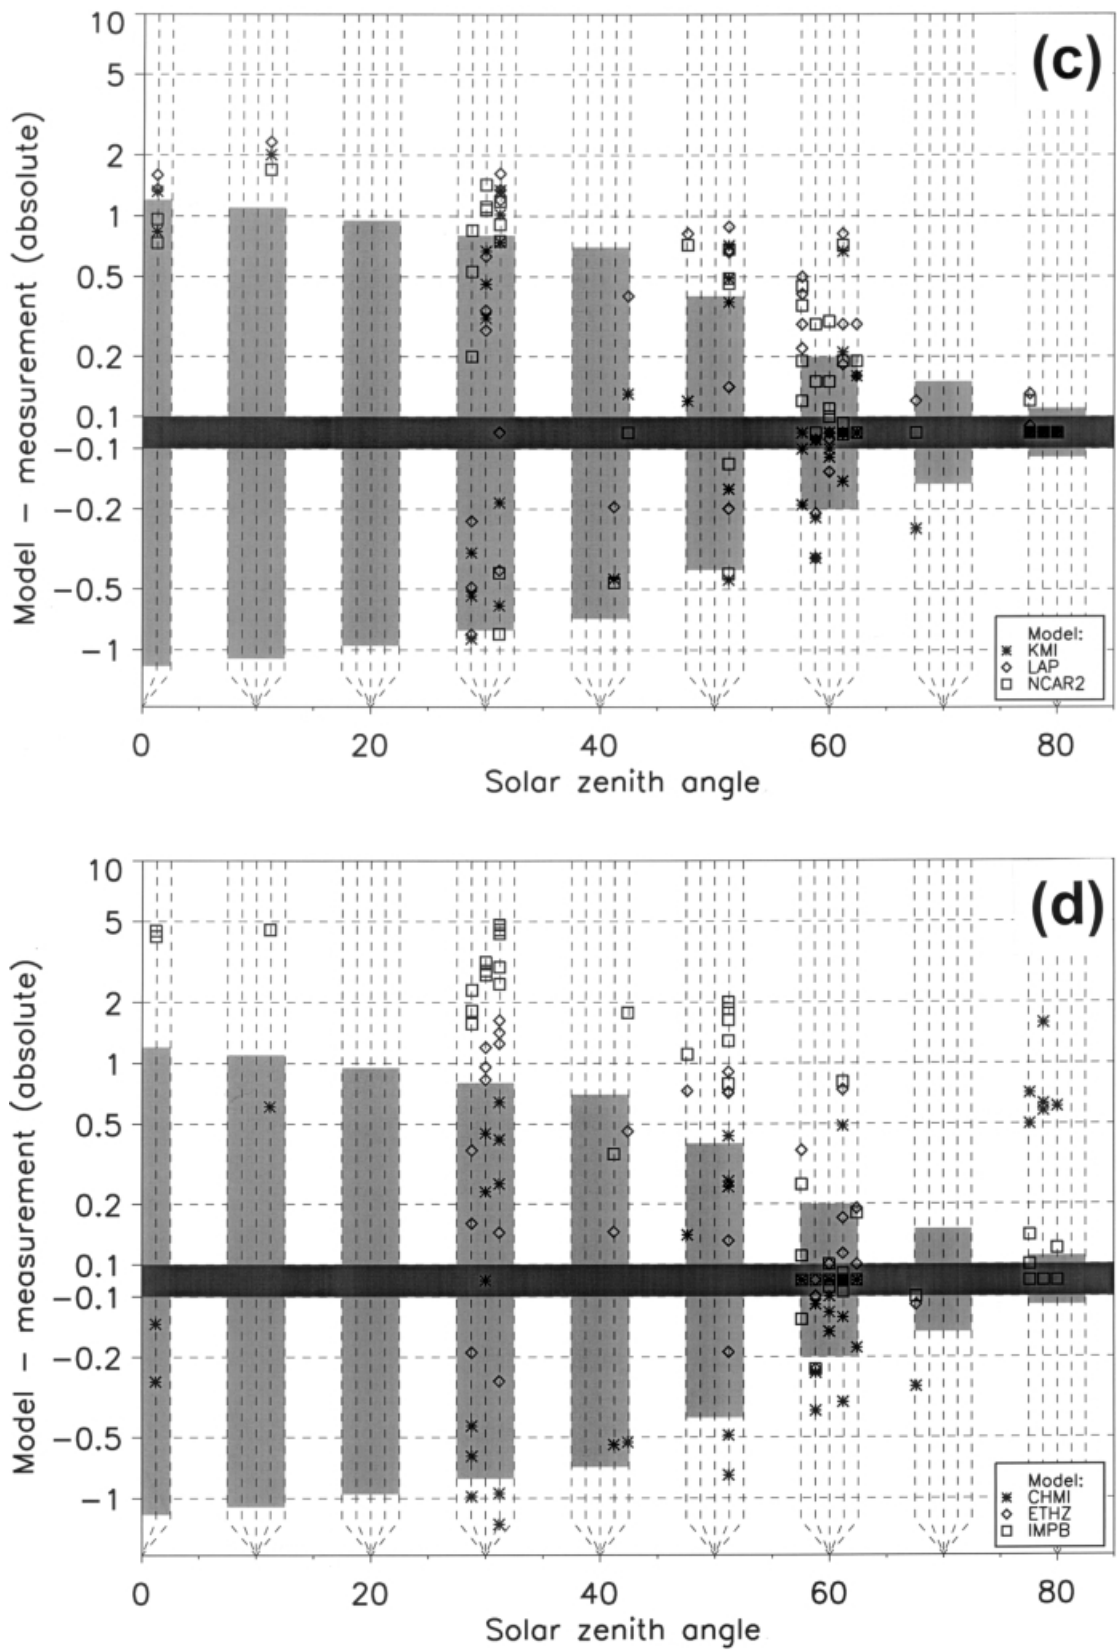 (c)
Model – measurement (absolute)
10
5
2
1
0.5
0.2
0.1
−0.1
−0.2
−0.5
−1
Model:
KMI
LAP
NCAR2
0 20 40 60 80
Solar zenith angle
(d)
Model – measurement (absolute)
10
5
2
1
0.5
0.2
0.1
−0.1
−0.2
−0.5
−1
Model:
CHMI
ETHZ
IMPB
0 20 40 60 80
Solar zenith angle